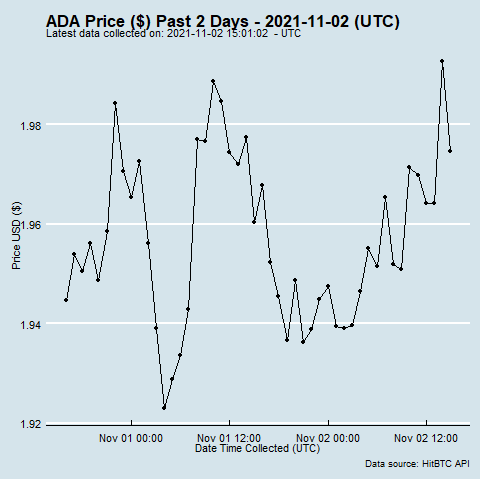 ADA Price ($) Past 2 Days - 2021-11-02 (UTC)
Latest data collected on: 2021-11-02 15:01:02  - UTC
1.98
1.96
1.94
1.92
Price USD ($)
Nov 01 00:00 Nov 01 12:00 Nov 02 00:00 Nov 02 12:00
Date Time Collected (UTC)
Data source: HitBTC API